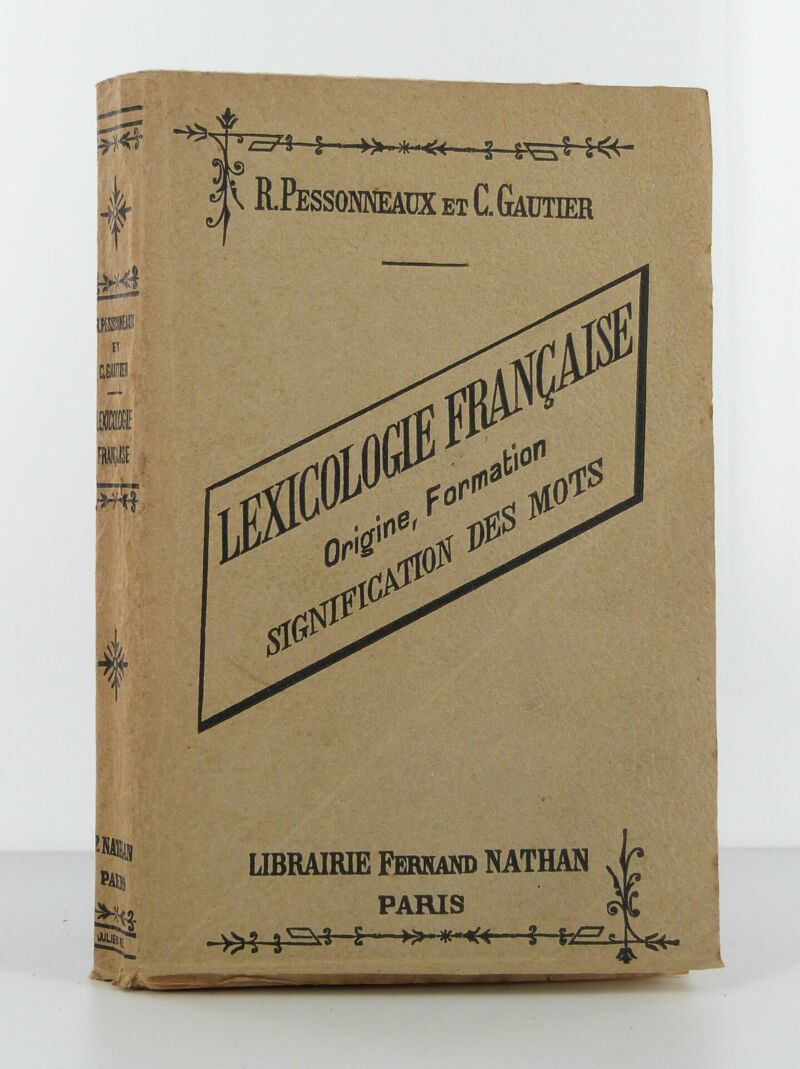 R. PESSONNEAUX ET C. GAUTIER
LEXICOLOGIE FRANÇAISE
Origine, Formation
SIGNIFICATION DES MOTS
LIBRAIRIE FERNAND NATHAN
PARIS
R. PESSONNEAUX
ET
C. GAUTIER
LEXICOLOGIE
FRANÇAISE
F. NATHAN
PARIS